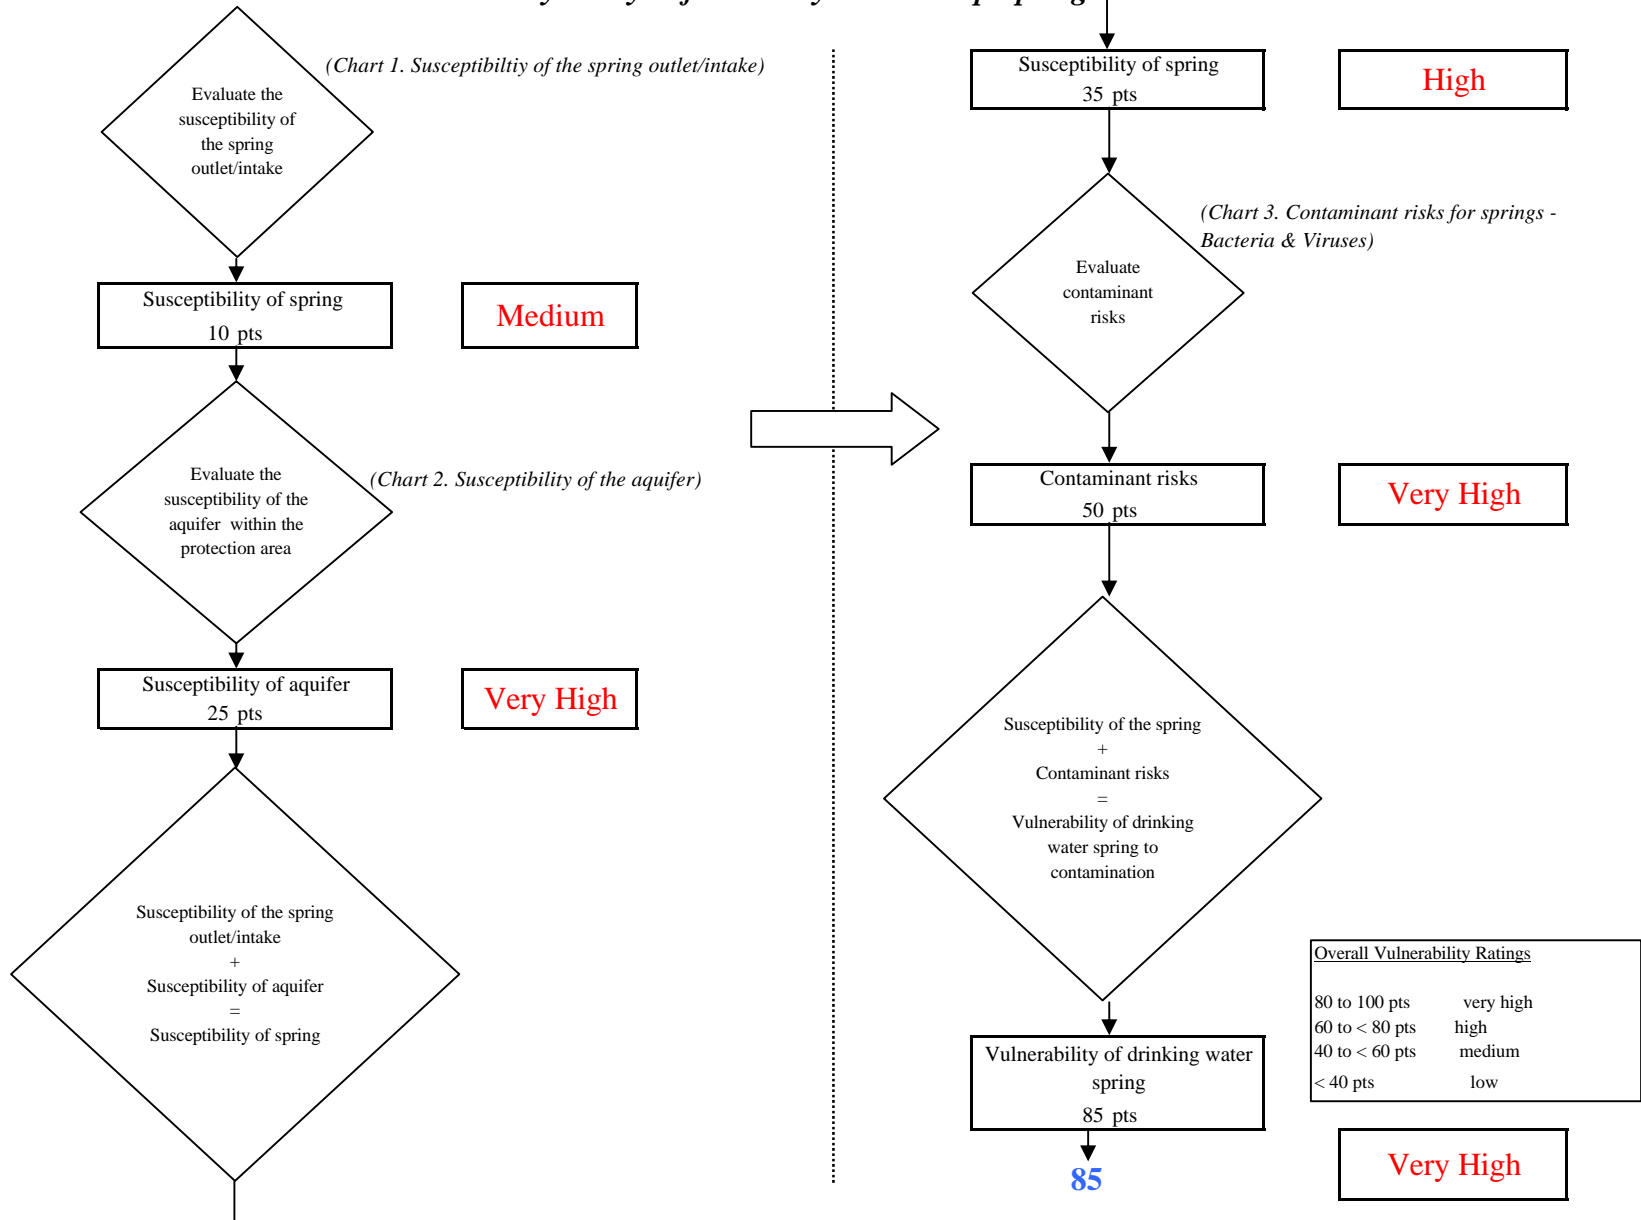 (Chart 1. Susceptibiltiy of the spring outlet/intake)
Evaluate the
susceptibility of
the spring
outlet/intake
Susceptibility of spring
10 pts
Medium
Evaluate the
susceptibility of the
aquifer within the
protection area
(Chart 2. Susceptibility of the aquifer)
Susceptibility of aquifer
25 pts
Very High
Susceptibility of the spring
outlet/intake
+
Susceptibility of aquifer
=
Susceptibility of spring
Susceptibility of spring
35 pts
High
(Chart 3. Contaminant risks for springs -
Bacteria & Viruses)
Evaluate
contaminant
risks
Contaminant risks
50 pts
Very High
Susceptibility of the spring
+
Contaminant risks
=
Vulnerability of drinking
water spring to
contamination
Overall Vulnerability Ratings
80 to 100 pts very high
60 to < 80 pts high
40 to < 60 pts medium
< 40 pts low
Vulnerability of drinking water
spring
85 pts
85
Very High